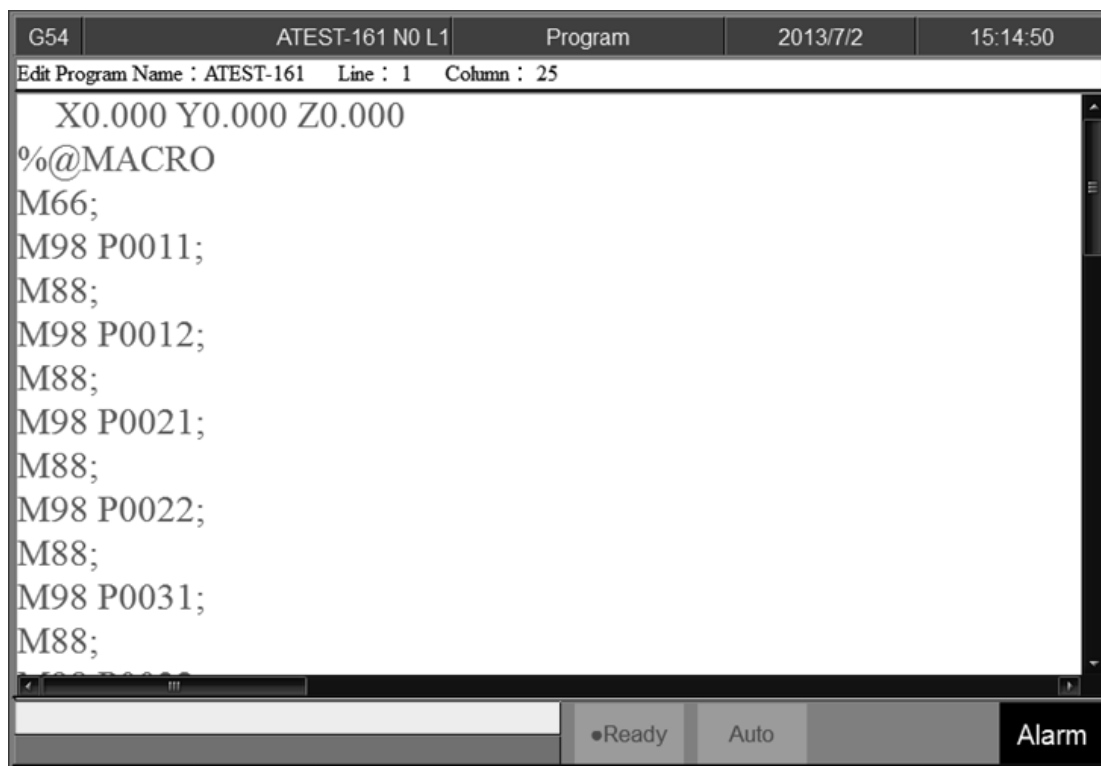 G54 ATEST-161 N0 L1 Program 2013/7/2 15:14:50
Edit Program Name：ATEST-161 Line： 1 Column： 25
X0.000 Y0.000 Z0.000
%@MACRO
M66;
M98 P0011;
M88;
M98 P0012;
M88;
M98 P0021;
M88;
M98 P0022;
M88;
M98 P0031;
M88;
●Ready Auto Alarm